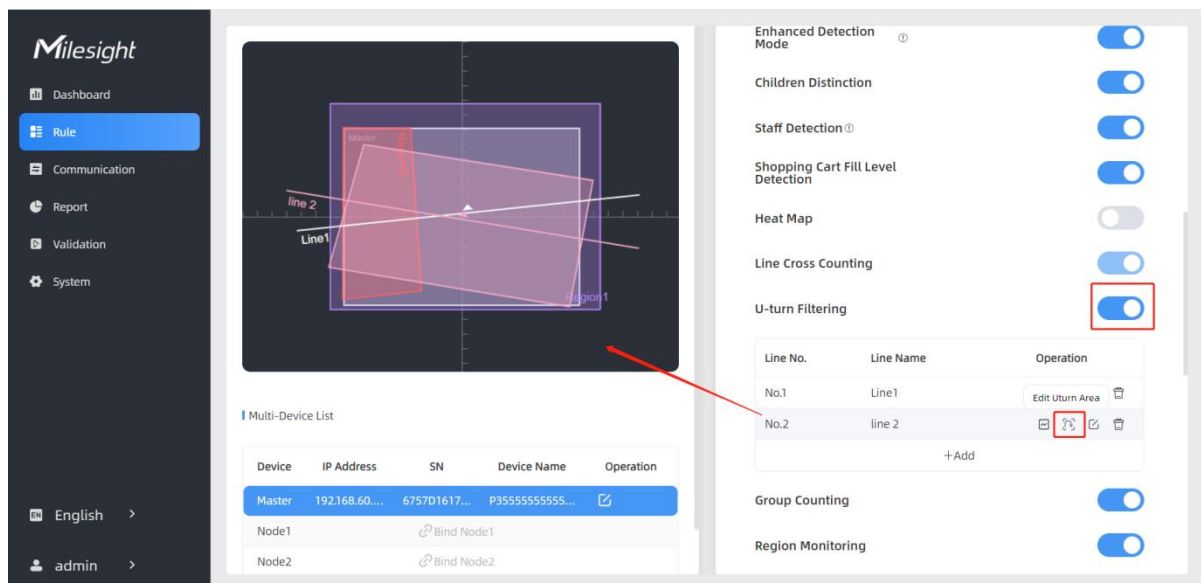 Milesight
Dashboard
Rule
Communication
Report
Validation
System
English
admin
Master
line 2
Line1
Region1
Multi-Device List
Device IP Address SN Device Name Operation
Master 192.168.60.... 6757D1617... P35555555555...
Node1 Bind Node1
Node2 Bind Node2
Enhanced Detection
Mode
Children Distinction
Staff Detection
Shopping Cart Fill Level
Detection
Heat Map
Line Cross Counting
U-turn Filtering
Line No. Line Name Operation
No.1 Line1
Edit Uturn Area
No.2 line 2
+Add
Group Counting
Region Monitoring